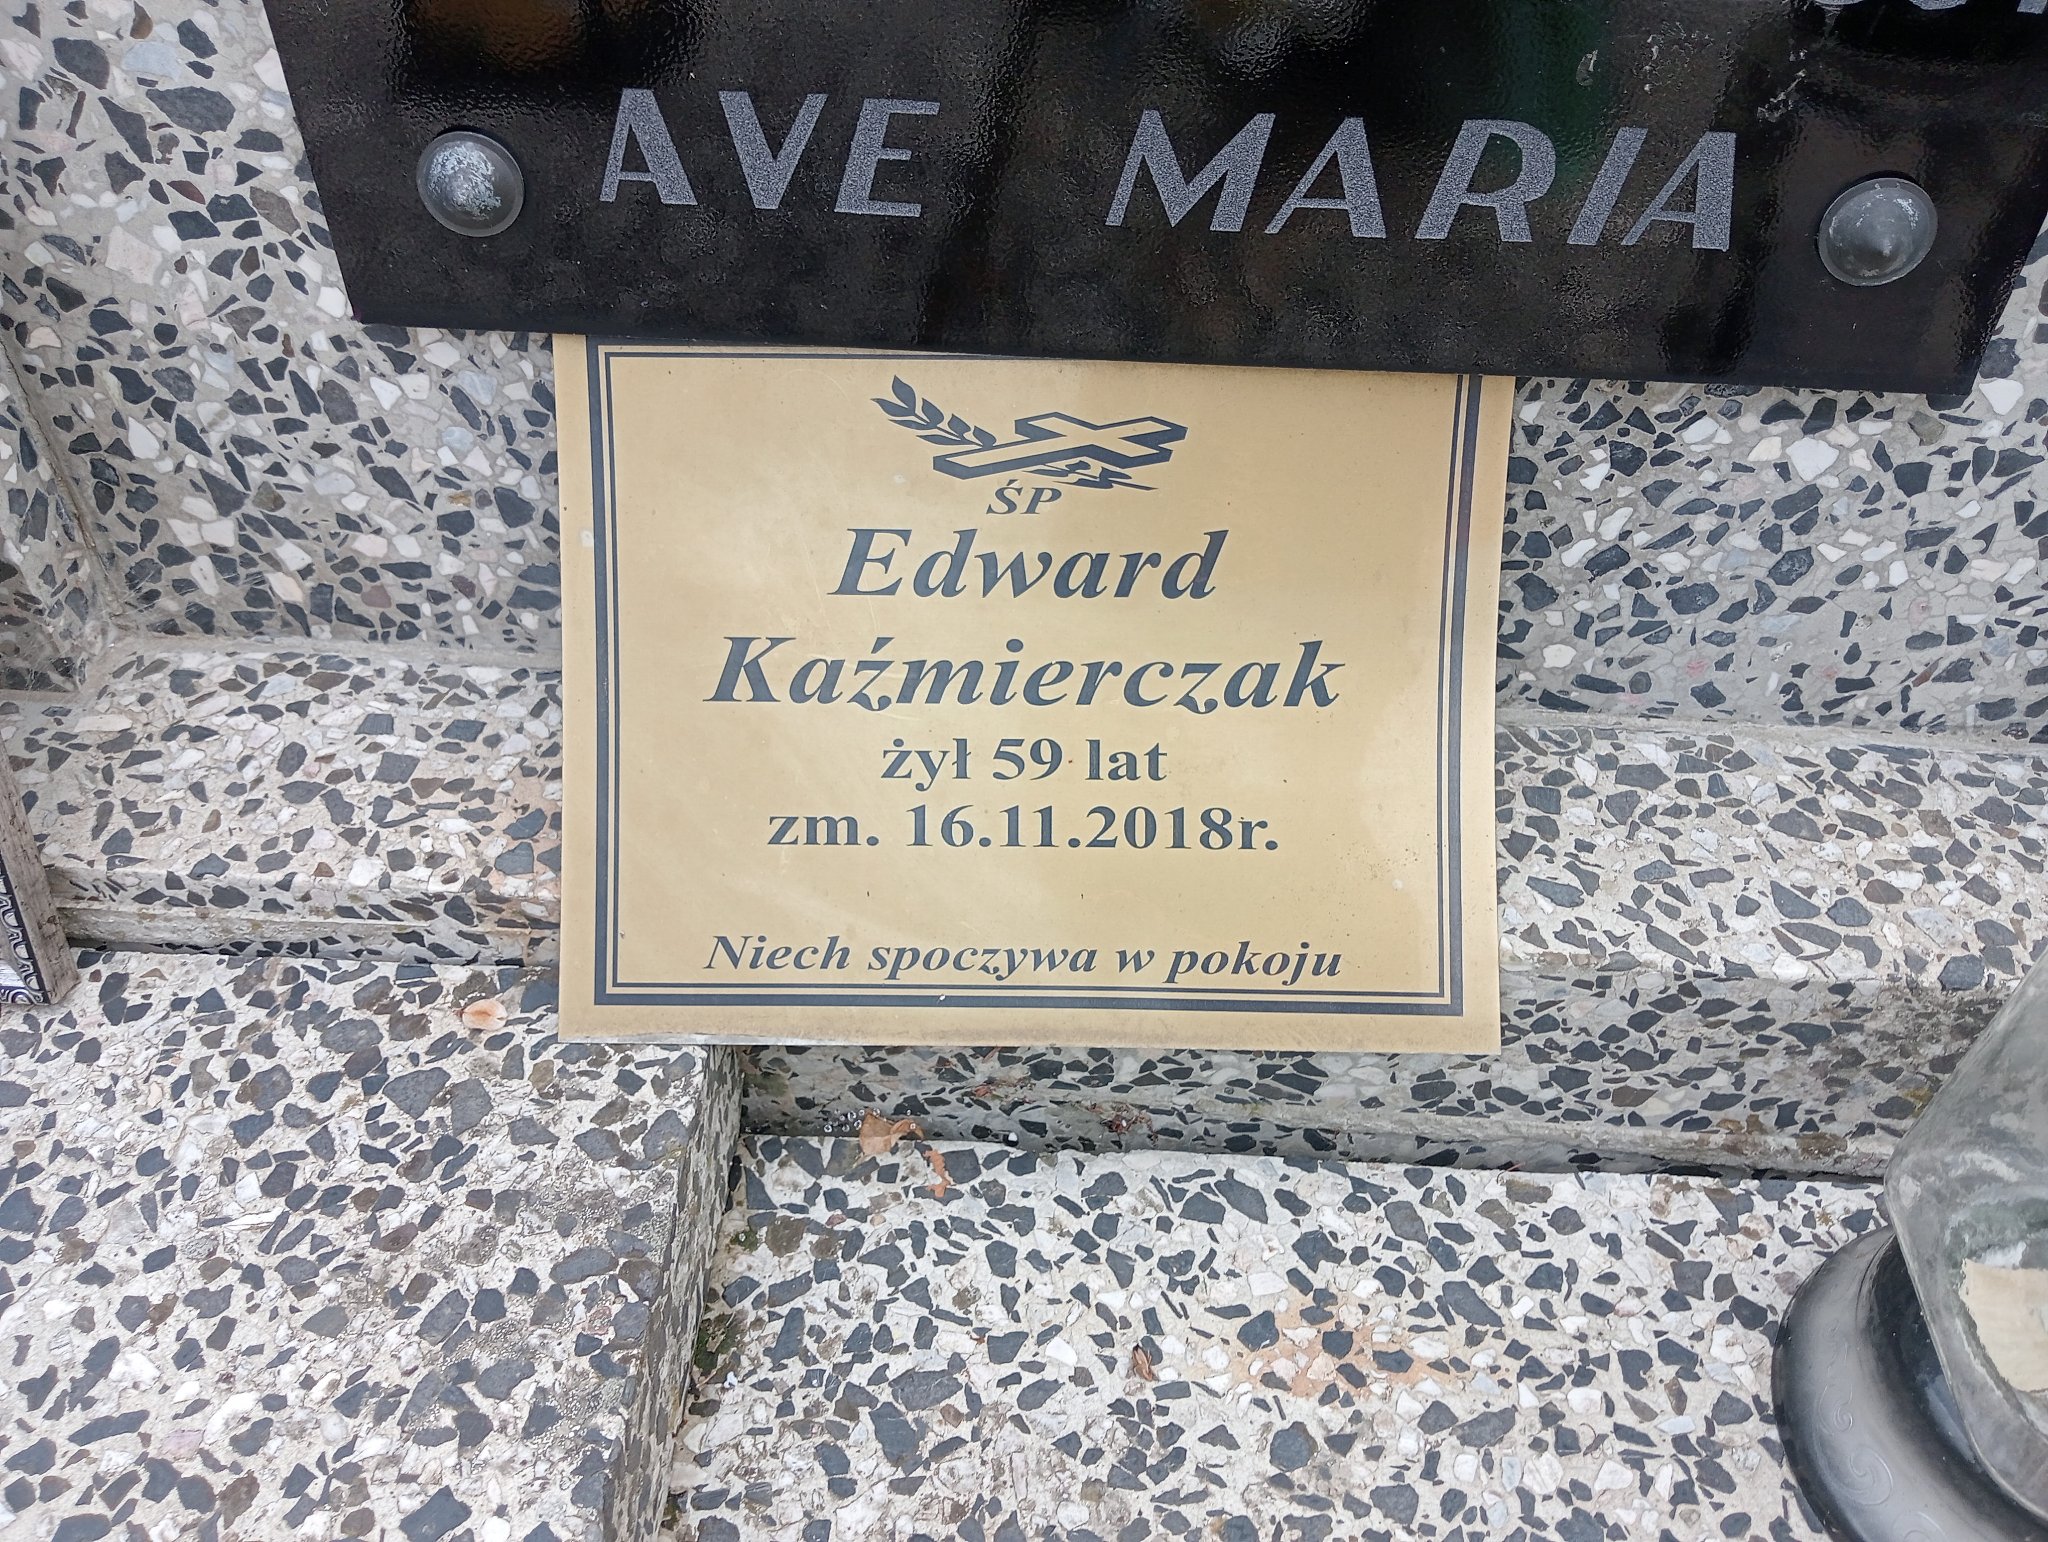 AVE MARIA
ŚP
Edward
Kaźmierczak
żył 59 lat
zm. 16.11.2018r.
Niech spoczywa w pokoju